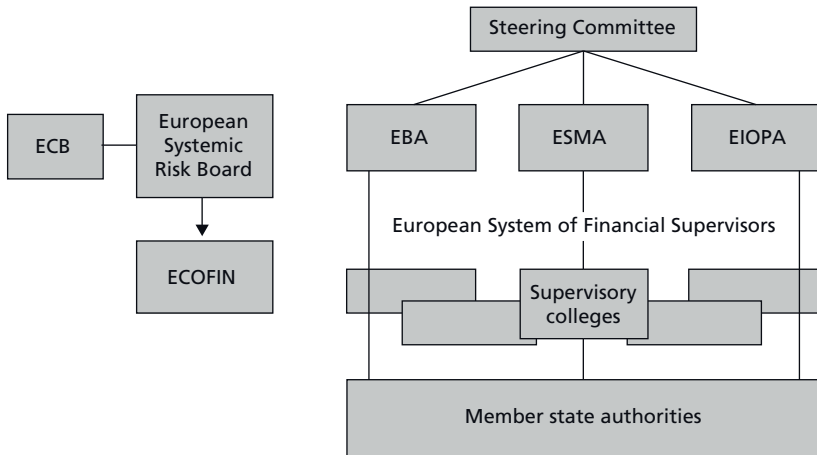 Steering Committee
ECB
European
Systemic
Risk Board
EBA
ESMA
EIOPA
European System of Financial Supervisors
ECOFIN
Supervisory
colleges
Member state authorities